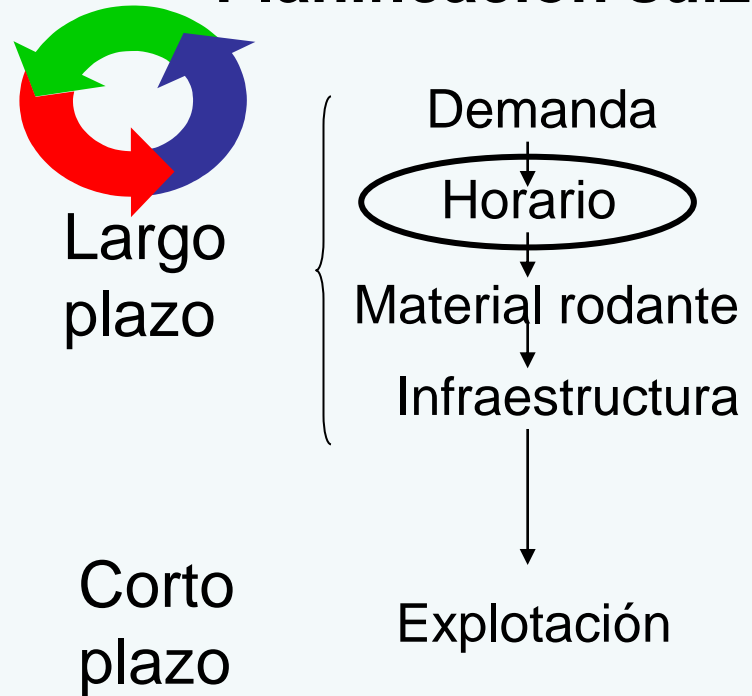 Demanda
Horario
Largo
plazo
Material rodante
Infraestructura
Corto
plazo
Explotación